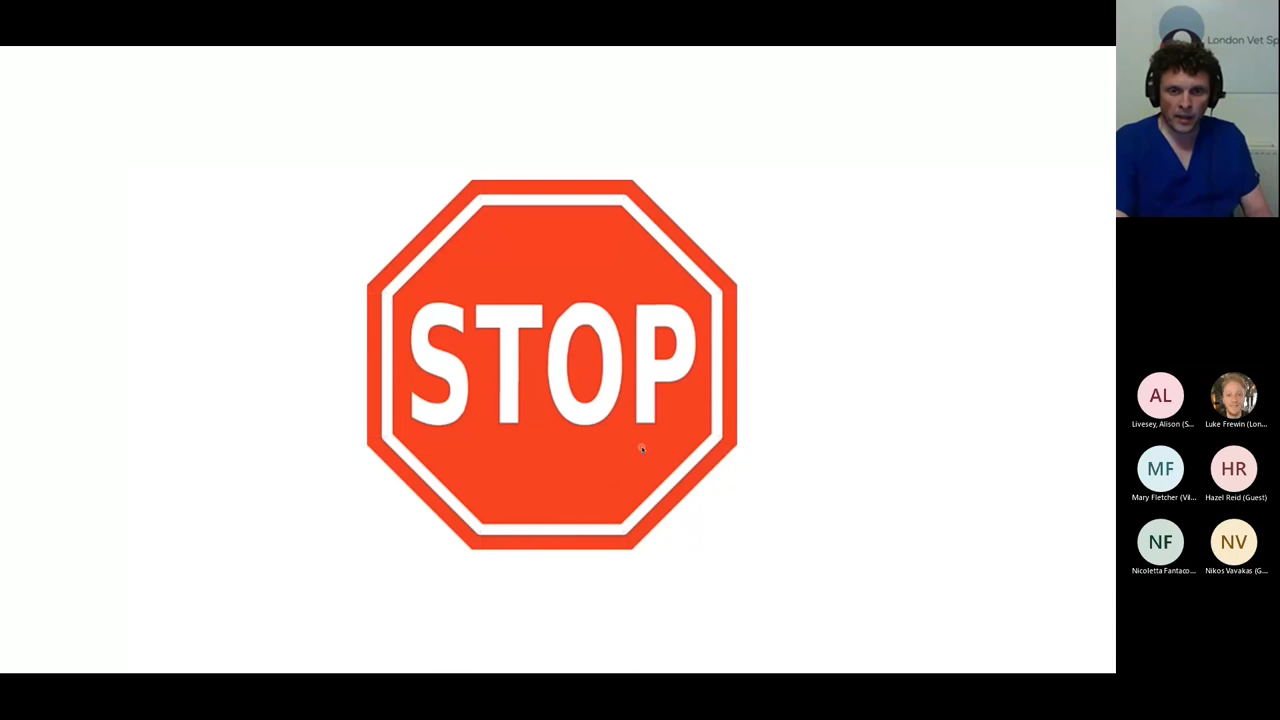 London Vet Sp
STOP
AL
Livesey, Alison (S...
Luke Frewin (Lon...
MF
Mary Fletcher (Vil...
HR
Hazel Reid (Guest)
NF
Nicoletta Fantaco...
NV
Nikos Vavakas (G...